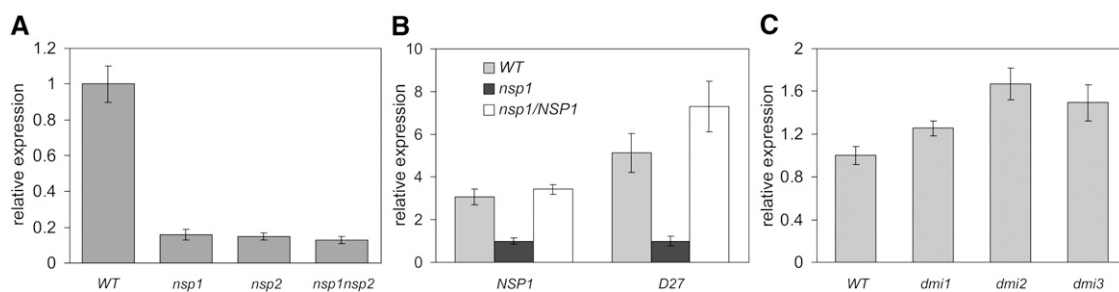 A
relative expression
1.2
1
0.8
0.6
0.4
0.2
0
WT nsp1 nsp2 nsp1nsp2
B
relative expression
10
8
6
4
2
0
WT
nsp1
nsp1/NSP1
NSP1 D27
C
relative expression
2
1.6
1.2
0.8
0.4
0
WT dmi1 dmi2 dmi3